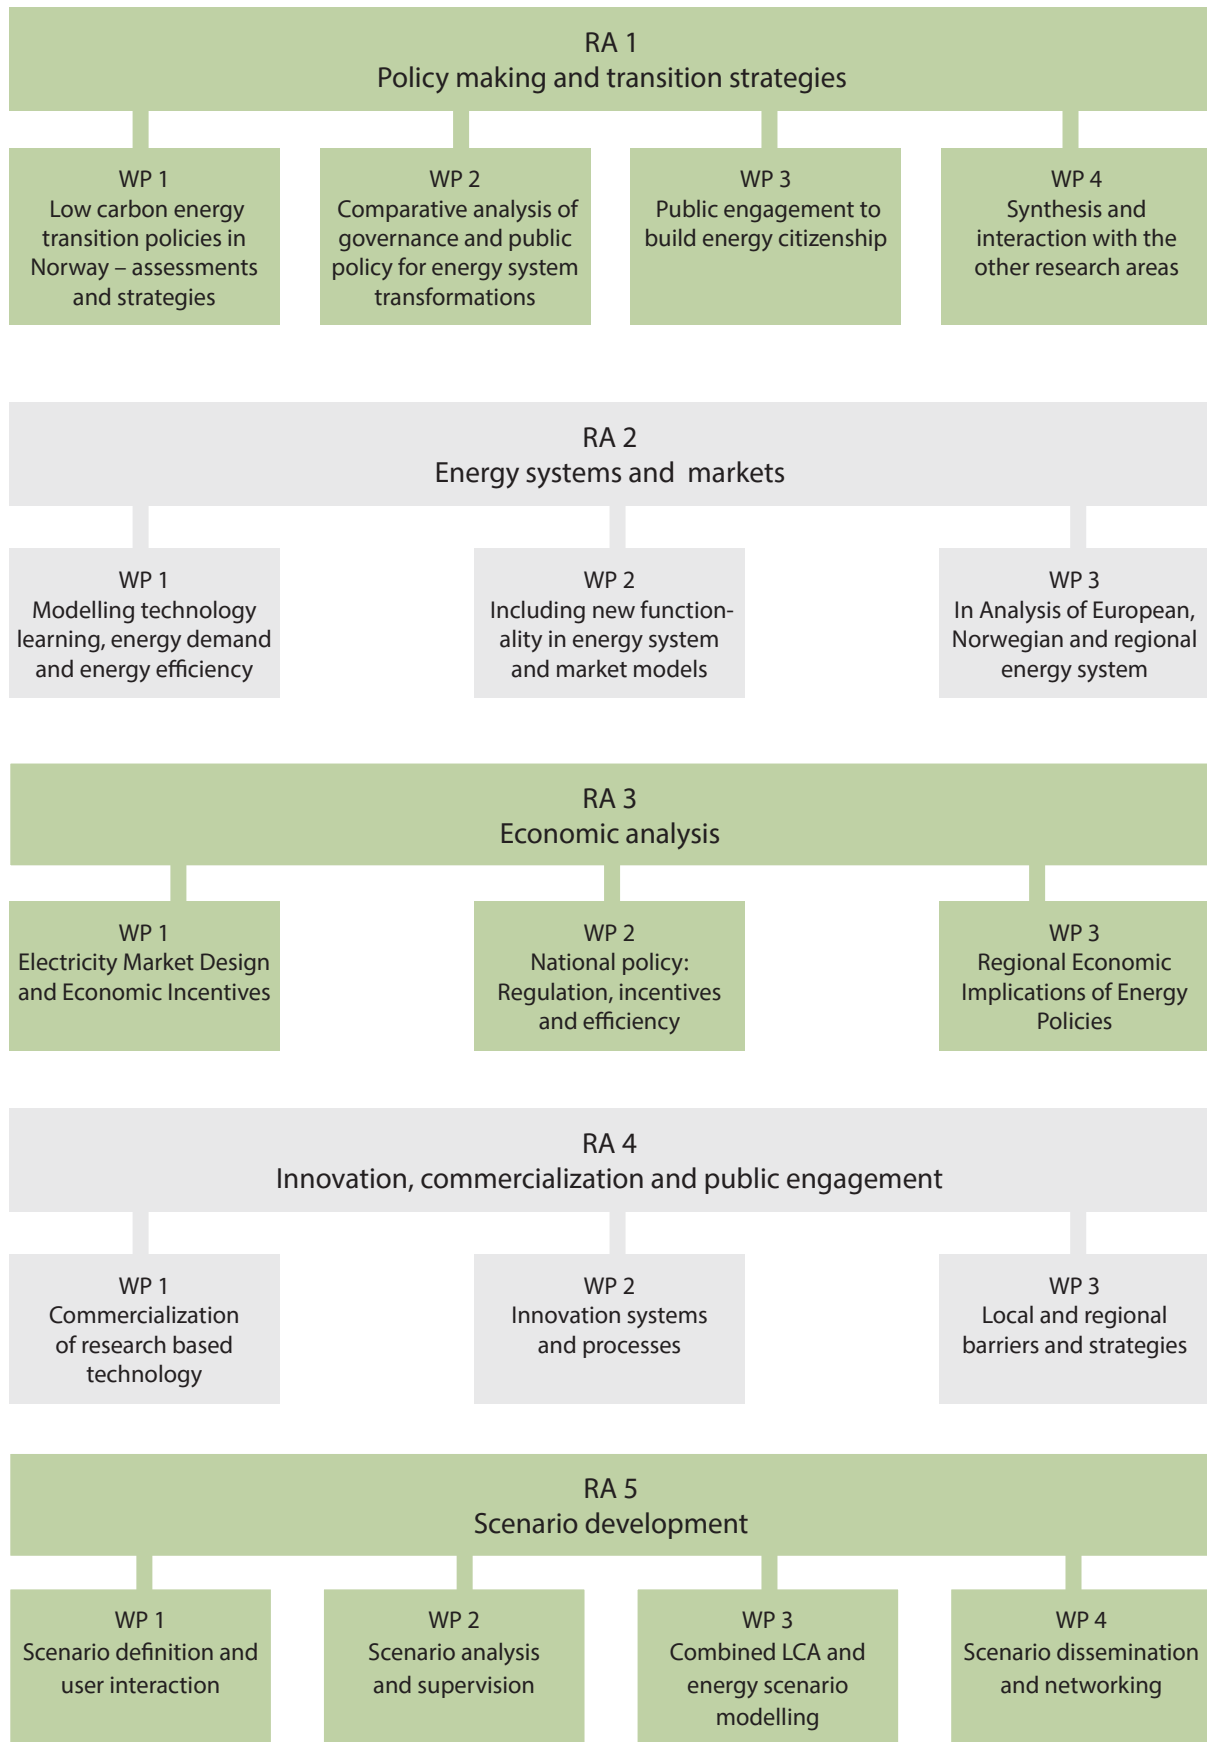 RA 1
Policy making and transition strategies
WP 1
Low carbon energy
transition policies in
Norway – assessments
and strategies
WP 2
Comparative analysis of
governance and public
policy for energy system
transformations
WP 3
Public engagement to
build energy citizenship
WP 4
Synthesis and
interaction with the
other research areas
RA 2
Energy systems and markets
WP 1
Modelling technology
learning, energy demand
and energy efficiency
WP 2
Including new function-
ality in energy system
and market models
WP 3
In Analysis of European,
Norwegian and regional
energy system
RA 3
Economic analysis
WP 1
Electricity Market Design
and Economic Incentives
WP 2
National policy:
Regulation, incentives
and efficiency
WP 3
Regional Economic
Implications of Energy
Policies
RA 4
Innovation, commercialization and public engagement
WP 1
Commercialization
of research based
technology
WP 2
Innovation systems
and processes
WP 3
Local and regional
barriers and strategies
RA 5
Scenario development
WP 1
Scenario definition and
user interaction
WP 2
Scenario analysis
and supervision
WP 3
Combined LCA and
energy scenario
modelling
WP 4
Scenario dissemination
and networking